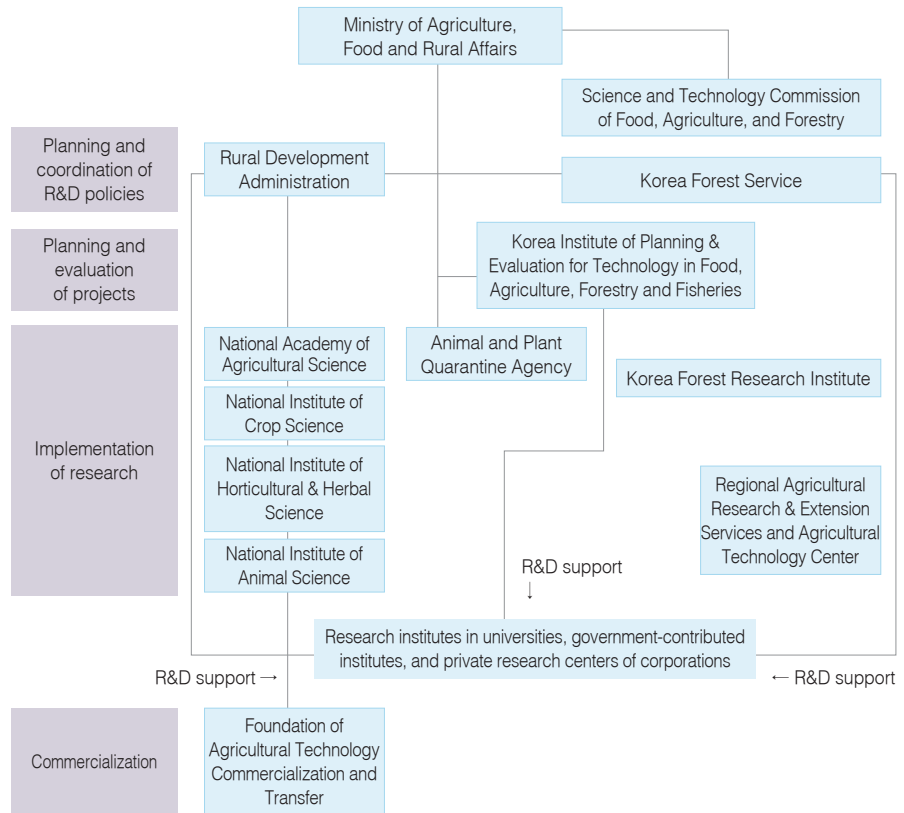 Ministry of Agriculture,
Food and Rural Affairs
Science and Technology Commission
of Food, Agriculture, and Forestry
Planning and
coordination of
R&D policies
Rural Development
Administration
Korea Forest Service
Planning and
evaluation
of projects
Korea Institute of Planning &
Evaluation for Technology in Food,
Agriculture, Forestry and Fisheries
Implementation
of research
National Academy of
Agricultural Science
Animal and Plant
Quarantine Agency
Korea Forest Research Institute
National Institute of
Crop Science
National Institute of
Horticultural & Herbal
Science
Regional Agricultural
Research & Extension
Services and Agricultural
Technology Center
National Institute of
Animal Science
R&D support
↓
Research institutes in universities, government-contributed
institutes, and private research centers of corporations
R&D support →
← R&D support
Commercialization
Foundation of
Agricultural Technology
Commercialization and
Transfer